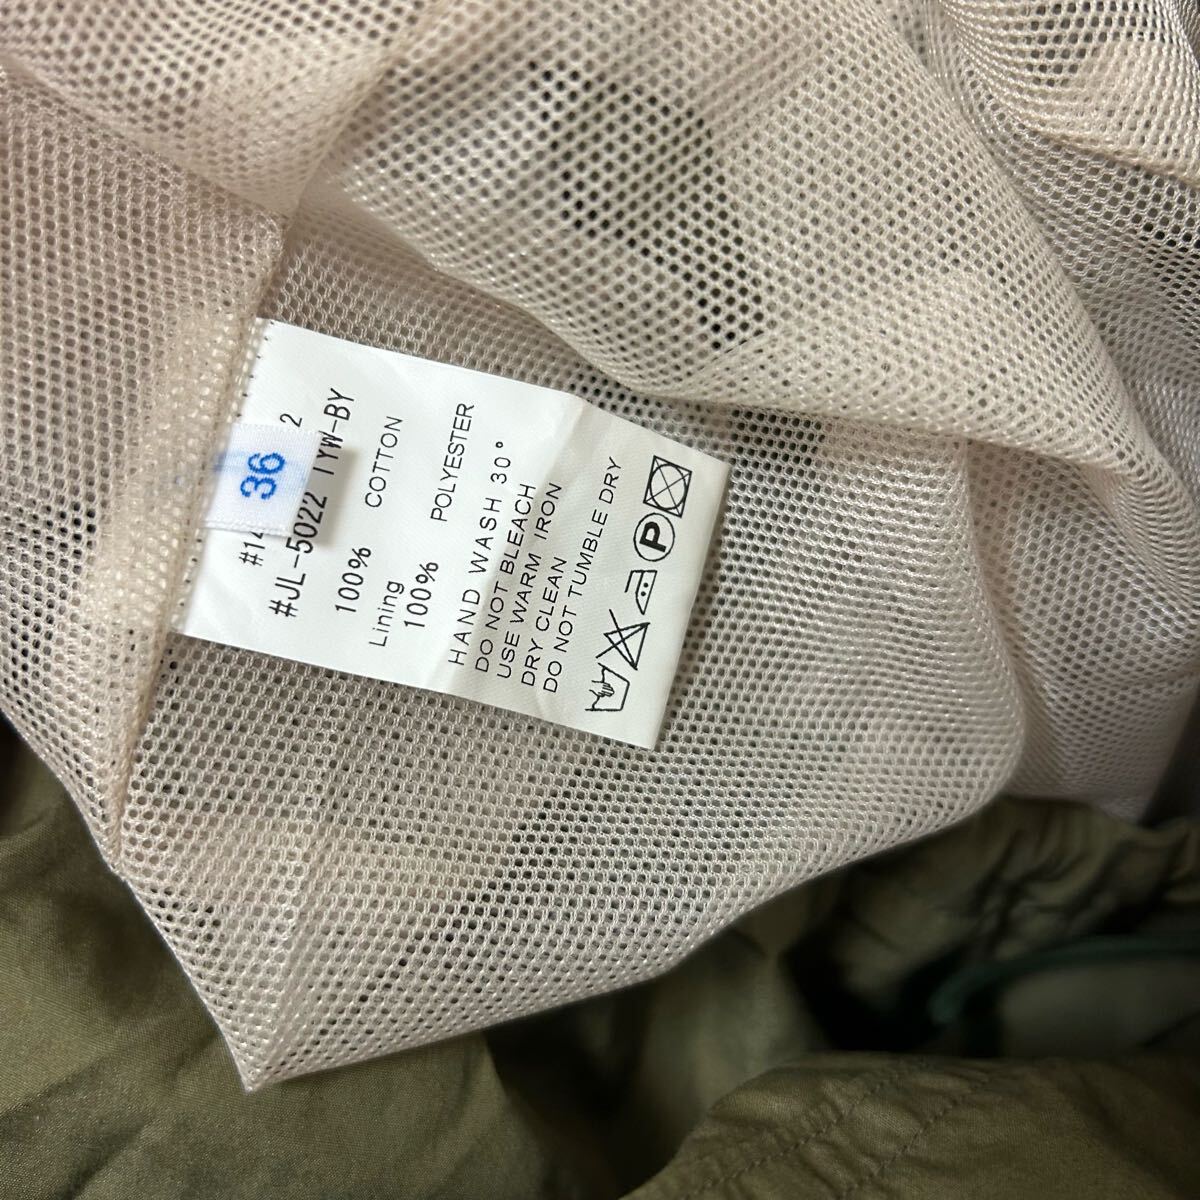 36
2
#JL-5022 TYW-BY
100% COTTON
Lining
100% POLYESTER
HAND WASH 30°
DO NOT BLEACH
USE WARM IRON
DRY CLEAN
DO NOT TUMBLE DRY
P